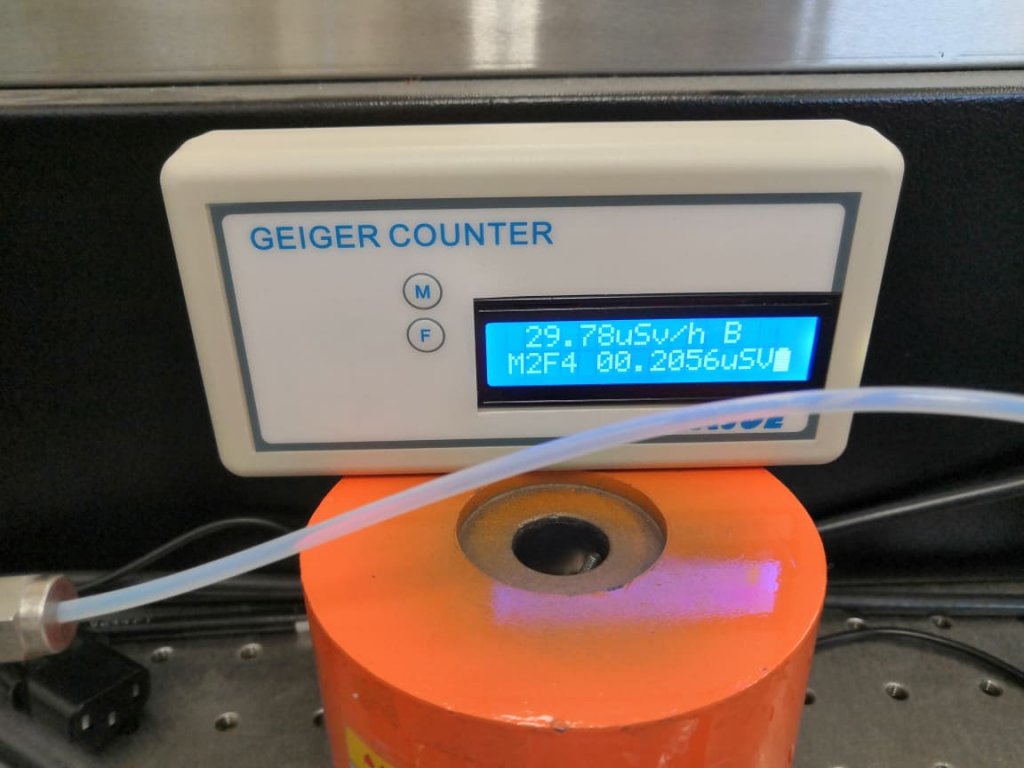 GEIGER COUNTER
M
F
29.78uSv/h B
M2F4 00.2056uSV